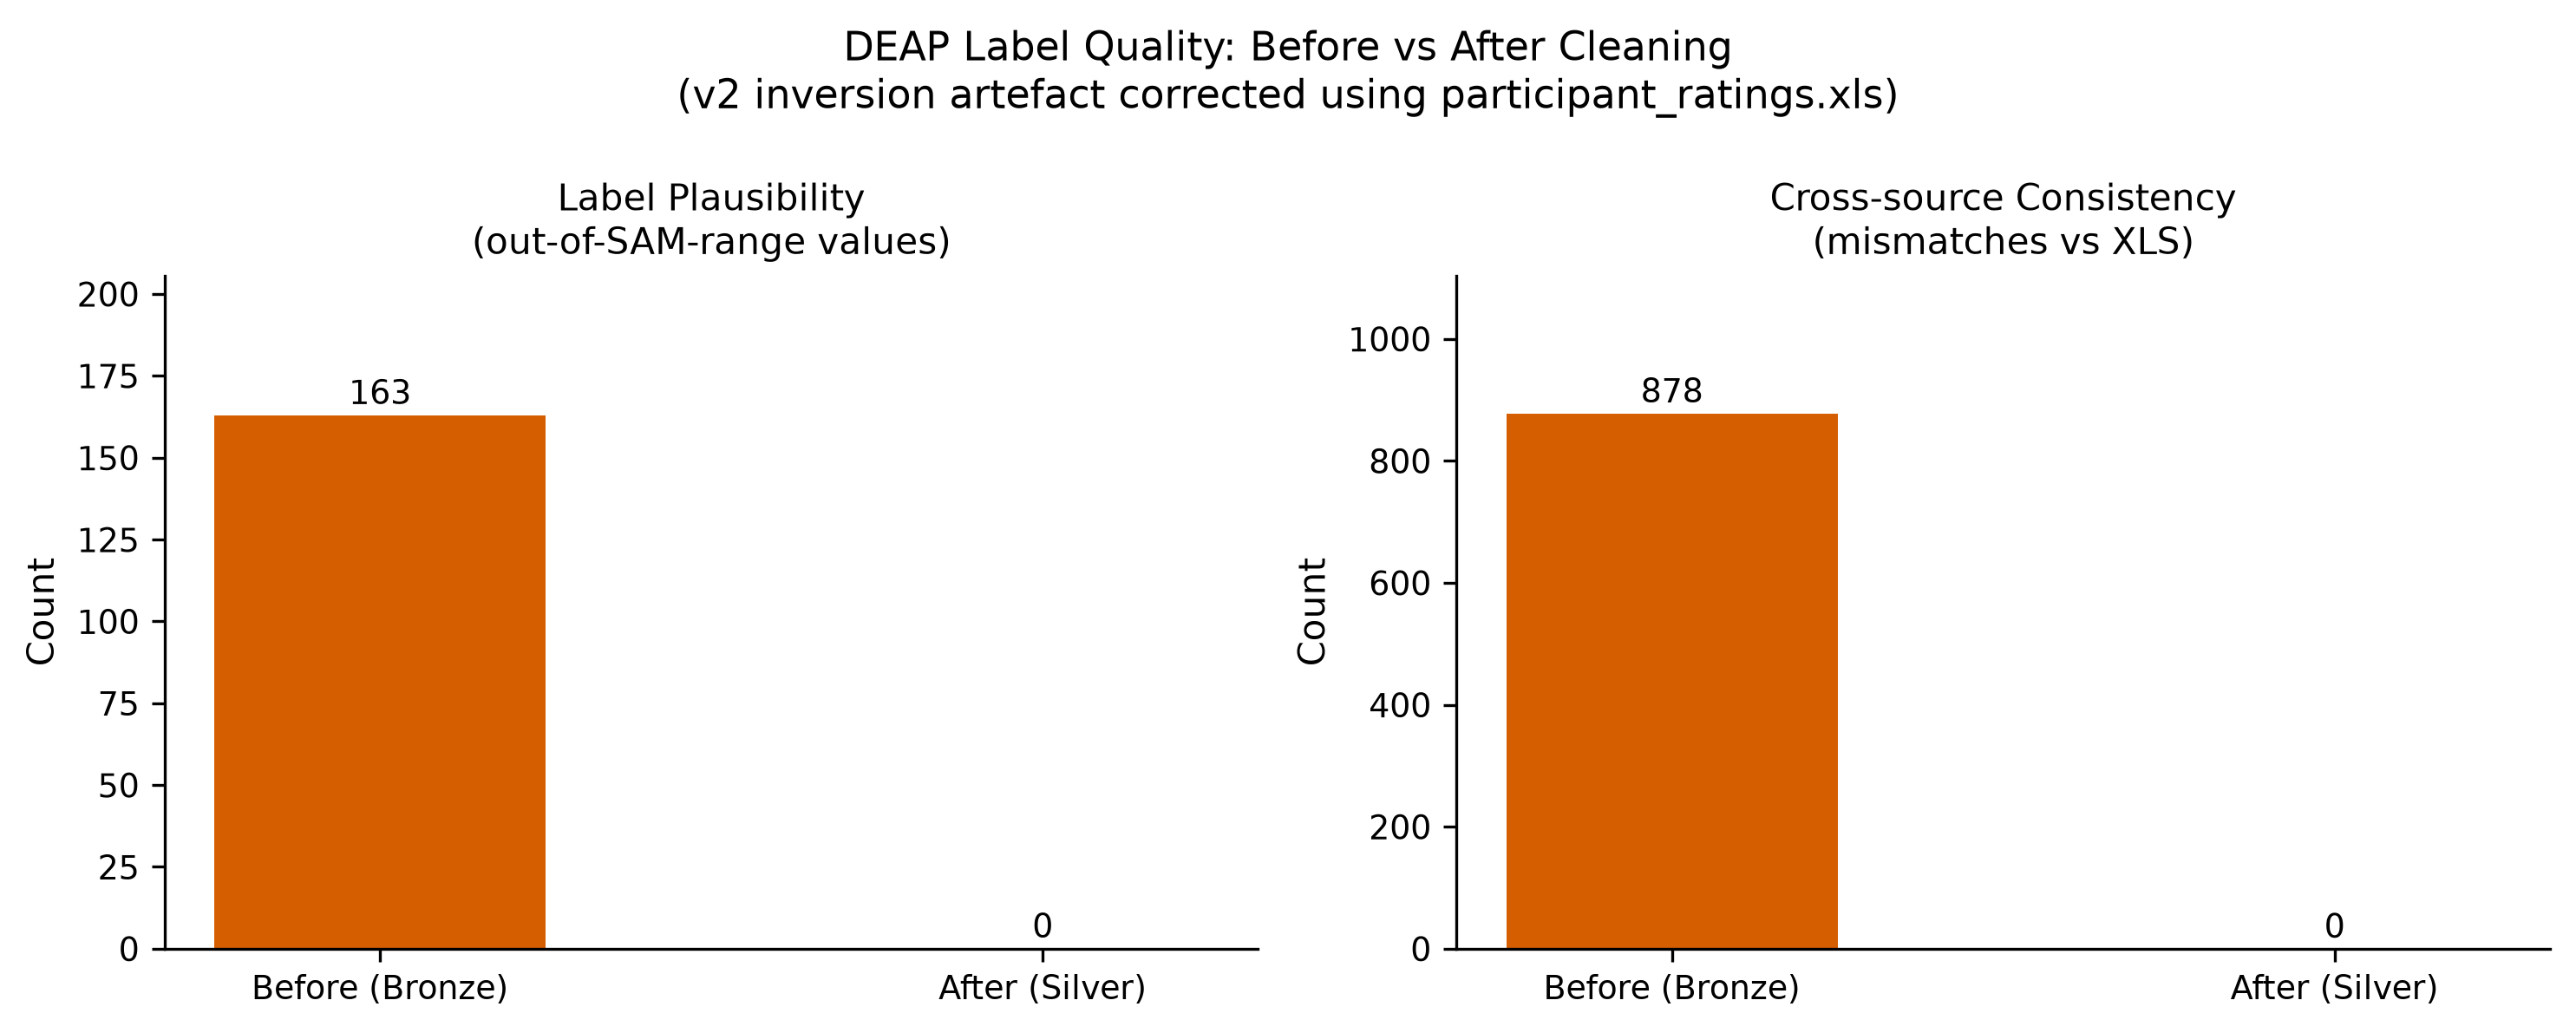 DEAP Label Quality: Before vs After Cleaning
(v2 inversion artefact corrected using participant_ratings.xls)
Label Plausibility
(out-of-SAM-range values)
200
175
150
125
100
75
50
25
0
Count
163
0
Before (Bronze)
After (Silver)
Cross-source Consistency
(mismatches vs XLS)
1000
800
600
400
200
0
Count
878
0
Before (Bronze)
After (Silver)